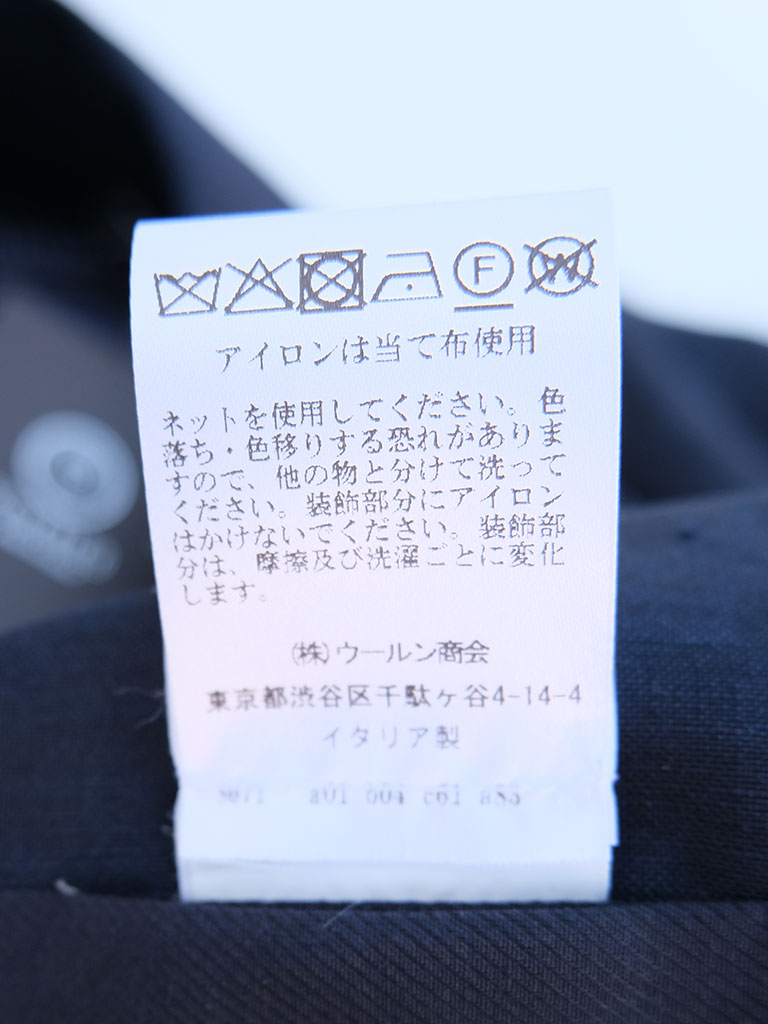 F
W
アイロンは当て布使用
ネットを使用してください。色
落ち・色移りする恐れがありま
すので、他の物と分けて洗って
ください。装飾部分にアイロン
はかけないでください。装飾部
分は、摩擦及び洗濯ごとに変化
します。
(株)ウールン商会
東京都渋谷区千駄ヶ谷4-14-4
イタリア製
a01 b04 c61